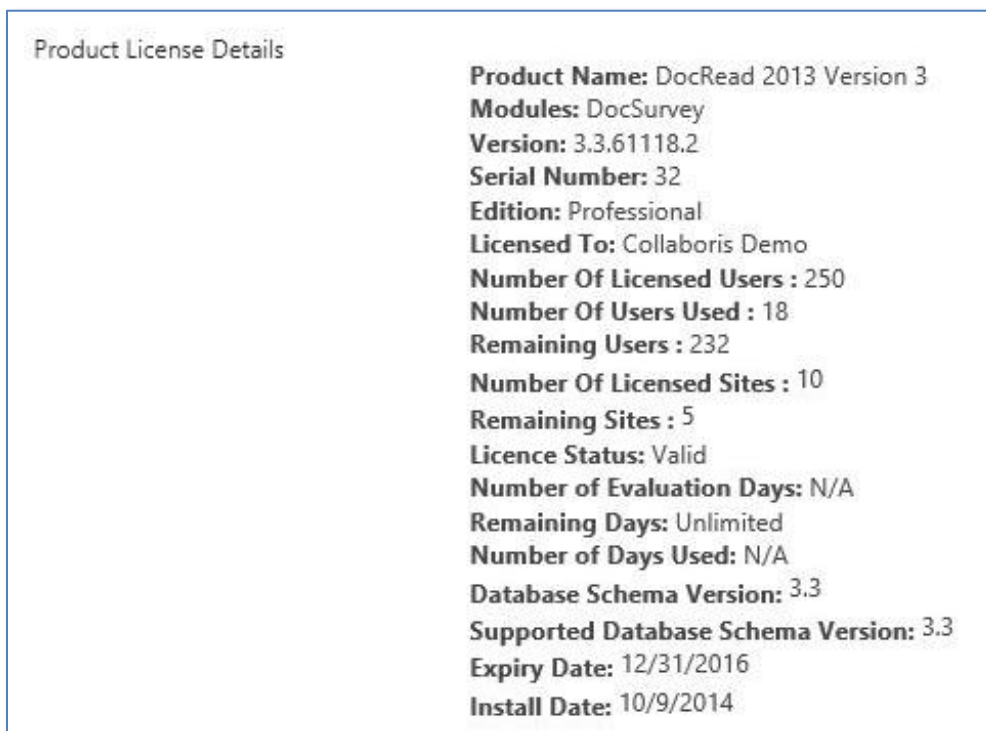 Product License Details
Product Name: DocRead 2013 Version 3
Modules: DocSurvey
Version: 3.3.61118.2
Serial Number: 32
Edition: Professional
Licensed To: Collaboris Demo
Number Of Licensed Users : 250
Number Of Users Used : 18
Remaining Users : 232
Number Of Licensed Sites : 10
Remaining Sites : 5
Licence Status: Valid
Number of Evaluation Days: N/A
Remaining Days: Unlimited
Number of Days Used: N/A
Database Schema Version: 3.3
Supported Database Schema Version: 3.3
Expiry Date: 12/31/2016
Install Date: 10/9/2014